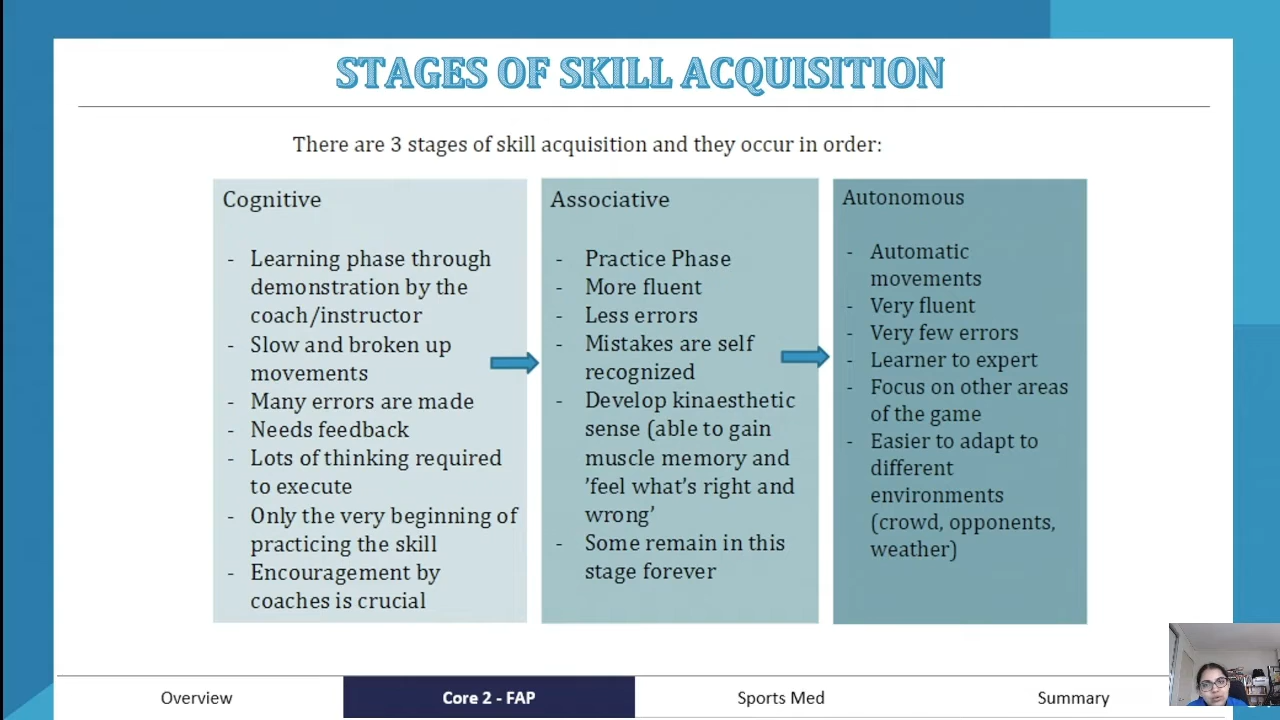 STAGES OF SKILL ACQUISITION
There are 3 stages of skill acquisition and they occur in order:
Cognitive
- Learning phase through
demonstration by the
coach/instructor
- Slow and broken up
movements
- Many errors are made
- Needs feedback
- Lots of thinking required
to execute
- Only the very beginning of
practicing the skill
- Encouragement by
coaches is crucial
Associative
- Practice Phase
- More fluent
- Less errors
- Mistakes are self
recognized
- Develop kinaesthetic
sense (able to gain
muscle memory and
'feel what's right and
wrong'
- Some remain in this
stage forever
Autonomous
- Automatic
movements
- Very fluent
- Very few errors
- Learner to expert
- Focus on other areas
of the game
- Easier to adapt to
different
environments
(crowd, opponents,
weather)
Overview
Core 2 - FAP
Sports Med
Summary